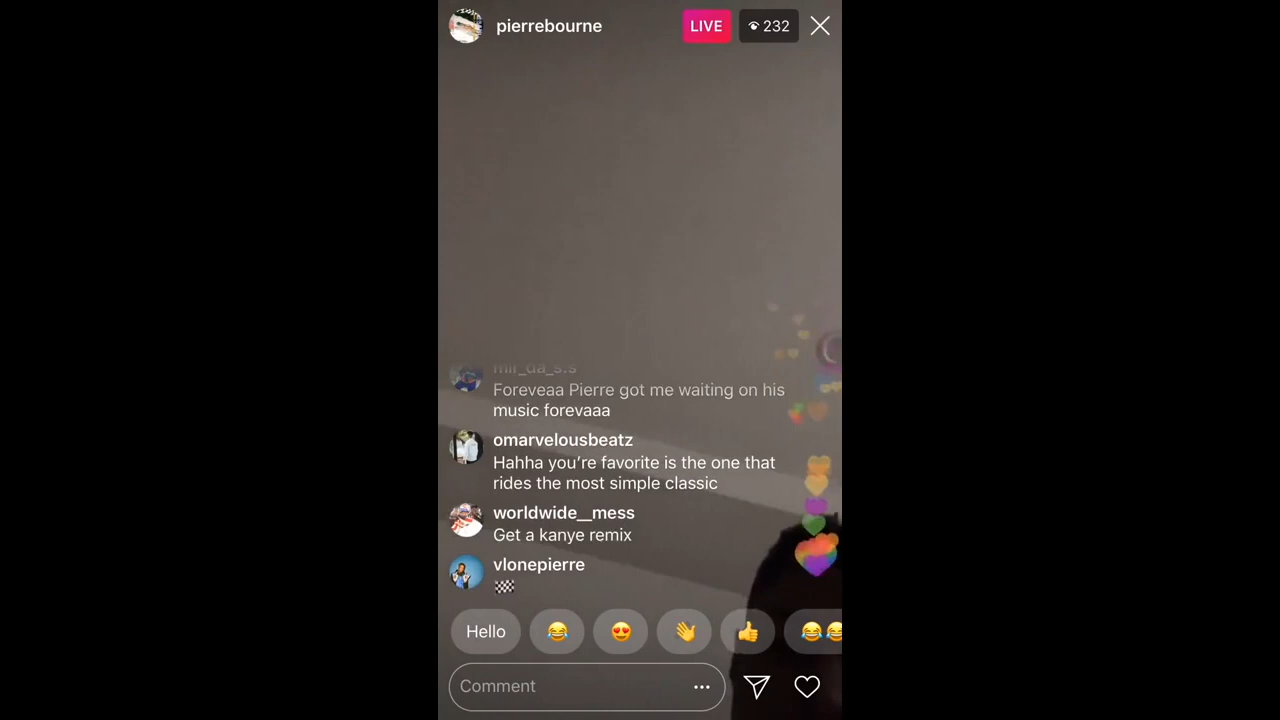 pierrebourne
LIVE
232
mir_da_s.s
Foreveaa Pierre got me waiting on his
music forevaaa
omarvelousbeatz
Hahha you’re favorite is the one that
rides the most simple classic
worldwide__mess
Get a kanye remix
vlonepierre
Hello
Comment